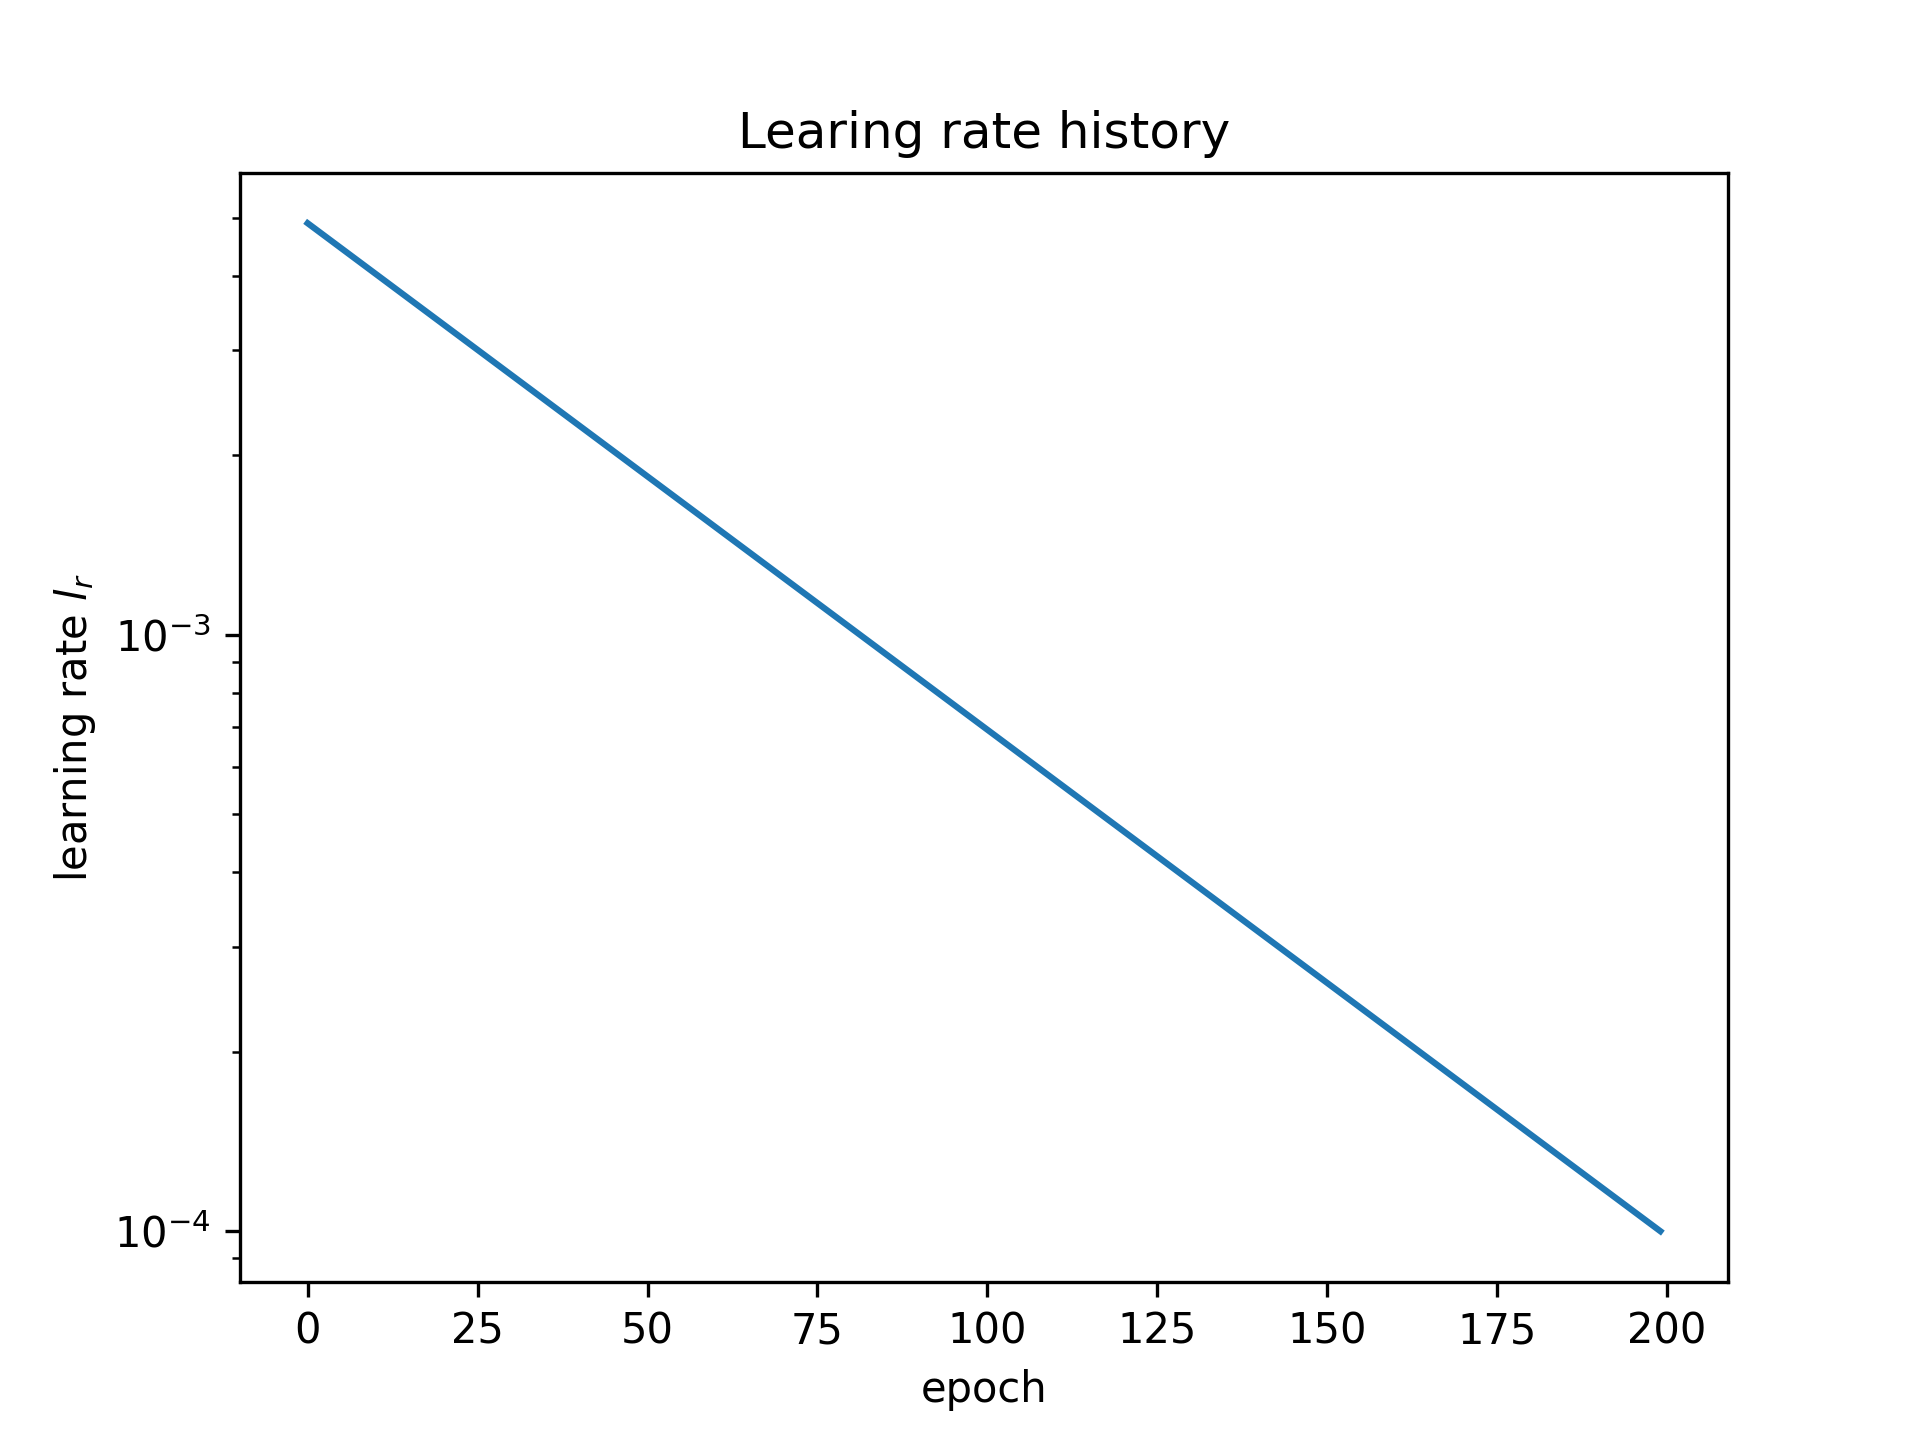 Learing rate history
learning rate lᵣ
10⁻³
10⁻⁴
0 25 50 75 100 125 150 175 200
epoch